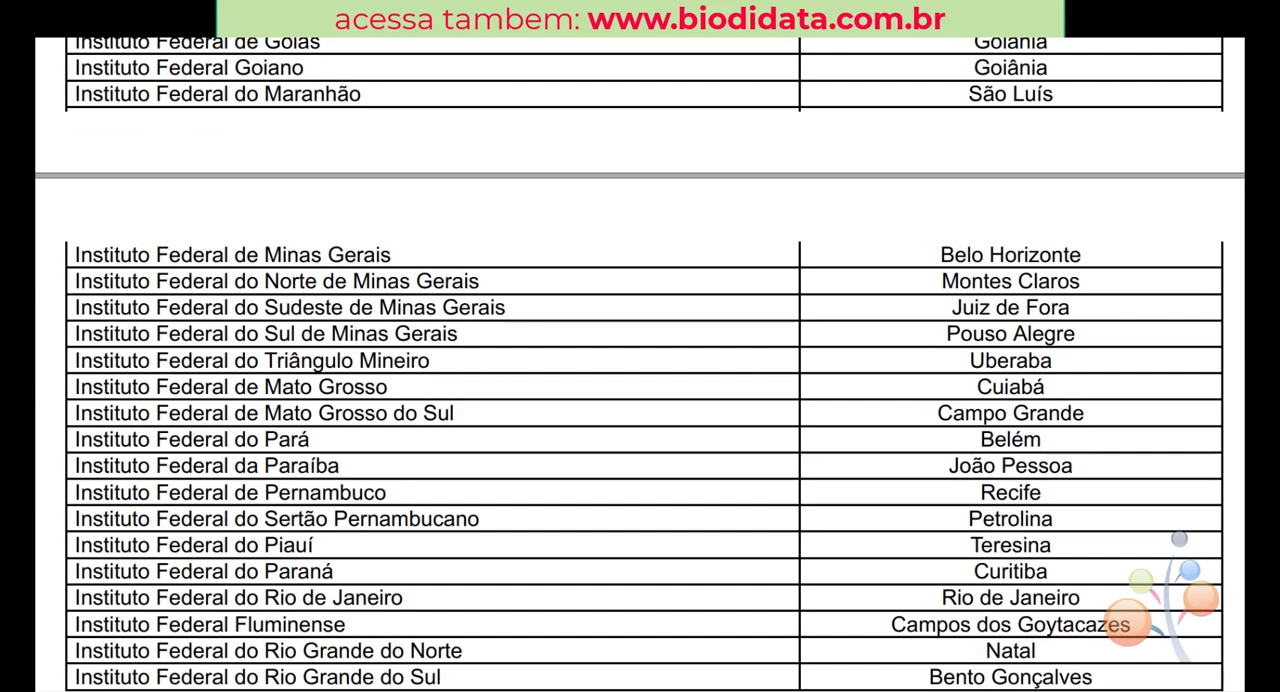 acessa tambem: www.biodidata.com.br
Instituto Federal de Goiás Goiânia
Instituto Federal Goiano Goiânia
Instituto Federal do Maranhão São Luís
Instituto Federal de Minas Gerais Belo Horizonte
Instituto Federal do Norte de Minas Gerais Montes Claros
Instituto Federal do Sudeste de Minas Gerais Juiz de Fora
Instituto Federal do Sul de Minas Gerais Pouso Alegre
Instituto Federal do Triângulo Mineiro Uberaba
Instituto Federal de Mato Grosso Cuiabá
Instituto Federal de Mato Grosso do Sul Campo Grande
Instituto Federal do Pará Belém
Instituto Federal da Paraíba João Pessoa
Instituto Federal de Pernambuco Recife
Instituto Federal do Sertão Pernambucano Petrolina
Instituto Federal do Piauí Teresina
Instituto Federal do Paraná Curitiba
Instituto Federal do Rio de Janeiro Rio de Janeiro
Instituto Federal Fluminense Campos dos Goytacazes
Instituto Federal do Rio Grande do Norte Natal
Instituto Federal do Rio Grande do Sul Bento Gonçalves